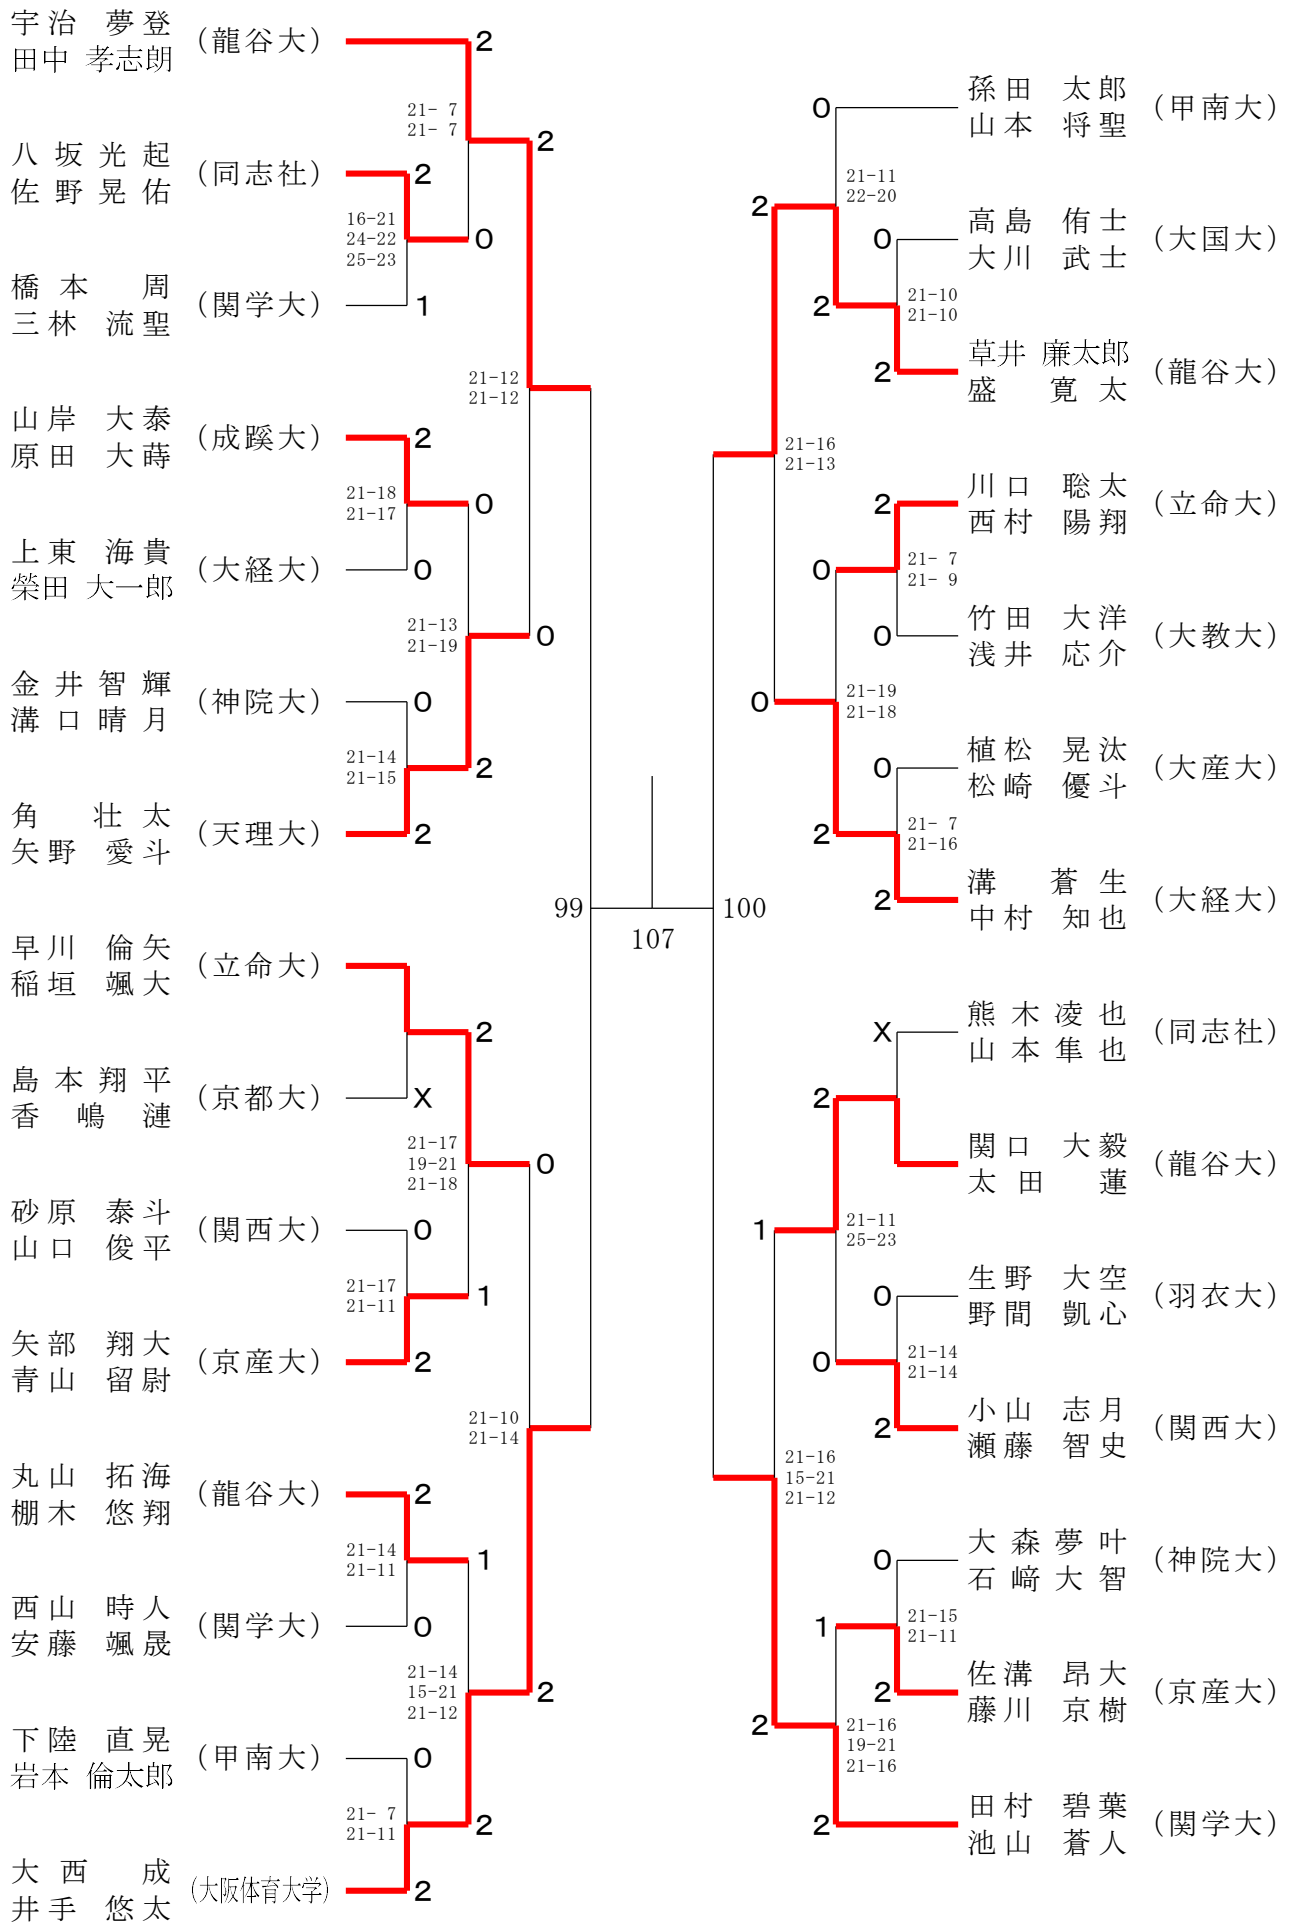 宇治 夢登
田中 孝志朗
(龍谷大)
2
21- 7
21- 7
2
八坂光起
佐野晃佑
(同志社)
2
16-21
24-22
25-23
0
橋本 周
三林 流聖
(関学大)
1
21-12
21-12
山岸 大泰
原田 大蒔
(成蹊大)
2
21-18
21-17
0
上東 海貴
榮田 大一郎
(大経大)
0
21-13
21-19
0
金井智輝
溝口晴月
(神院大)
0
21-14
21-15
2
角 壮太
矢野 愛斗
(天理大)
2
99
早川 倫矢
稲垣 颯大
(立命大)
2
島本翔平
香嶋漣
(京都大)
X
21-17
19-21
21-18
0
砂原 泰斗
山口 俊平
(関西大)
0
21-17
21-11
1
矢部 翔大
青山 留尉
(京産大)
2
21-10
21-14
丸山 拓海
棚木 悠翔
(龍谷大)
2
21-14
21-11
1
西山 時人
安藤 颯晟
(関学大)
0
21-14
15-21
21-12
2
下陸 直晃
岩本 倫太郎
(甲南大)
0
21- 7
21-11
2
大西 成
井手 悠太
(大阪体育大学)
2
107
0
孫田 太郎
山本 将聖
(甲南大)
21-11
22-20
2
0
高島 侑士
大川 武士
(大国大)
2
21-10
21-10
2
草井 廉太郎
盛 寛太
(龍谷大)
21-16
21-13
2
川口 聡太
西村 陽翔
(立命大)
0
21- 7
21- 9
0
竹田 大洋
浅井 応介
(大教大)
0
21-19
21-18
0
植松 晃汰
松崎 優斗
(大産大)
2
21- 7
21-16
2
溝 蒼生
中村 知也
(大経大)
100
X
熊木凌也
山本隼也
(同志社)
2
関口 大毅
太田 蓮
(龍谷大)
1
21-11
25-23
0
生野 大空
野間 凱心
(羽衣大)
0
21-14
21-14
2
小山 志月
瀬藤 智史
(関西大)
21-16
15-21
21-12
0
大森夢叶
石﨑大智
(神院大)
1
21-15
21-11
2
佐溝 昂大
藤川 京樹
(京産大)
2
21-16
19-21
21-16
2
田村 碧葉
池山 蒼人
(関学大)